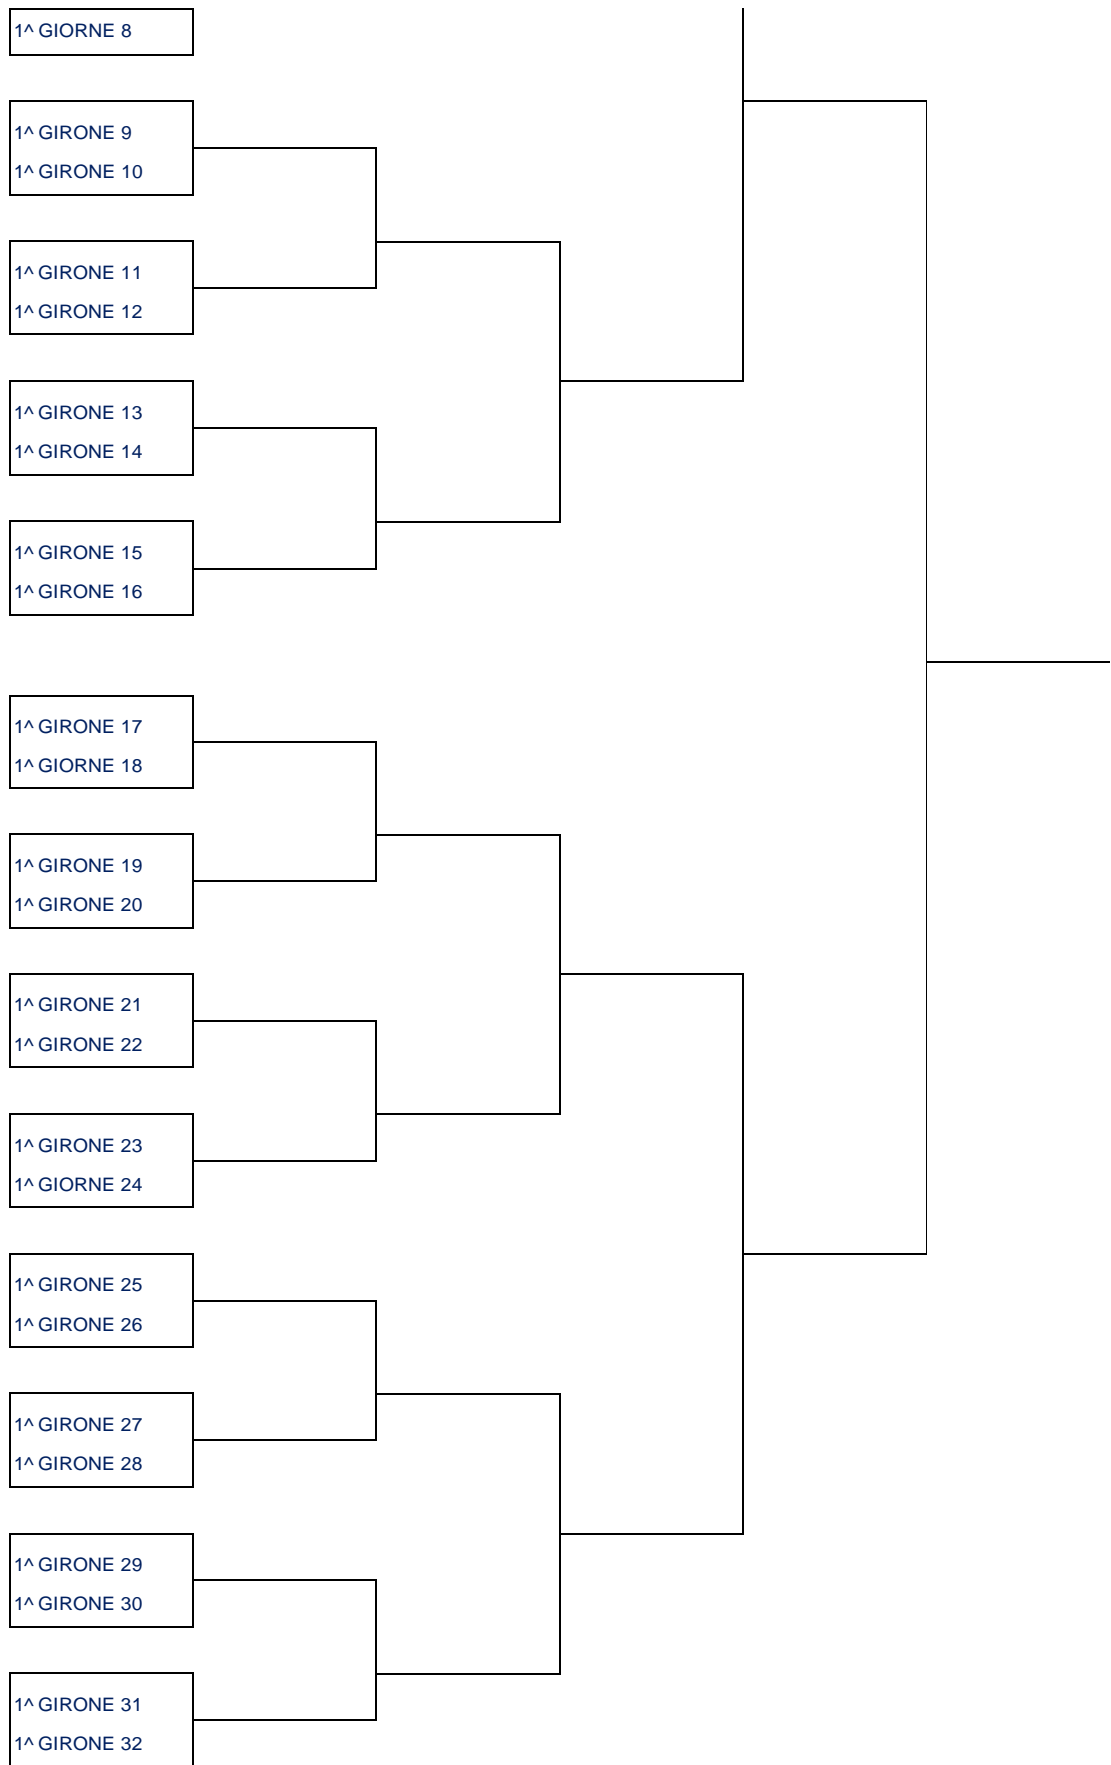 1^ GIORNE 8
1^ GIRONE 9
1^ GIRONE 10
1^ GIRONE 11
1^ GIRONE 12
1^ GIRONE 13
1^ GIRONE 14
1^ GIRONE 15
1^ GIRONE 16
1^ GIRONE 17
1^ GIORNE 18
1^ GIRONE 19
1^ GIRONE 20
1^ GIRONE 21
1^ GIRONE 22
1^ GIRONE 23
1^ GIORNE 24
1^ GIRONE 25
1^ GIRONE 26
1^ GIRONE 27
1^ GIRONE 28
1^ GIRONE 29
1^ GIRONE 30
1^ GIRONE 31
1^ GIRONE 32